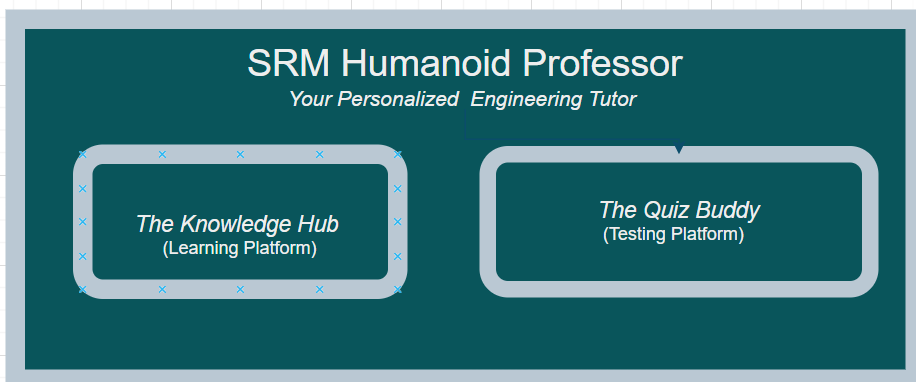 SRM Humanoid Professor
Your Personalized  Engineering Tutor
The Knowledge Hub
(Learning Platform)
The Quiz Buddy
(Testing Platform)